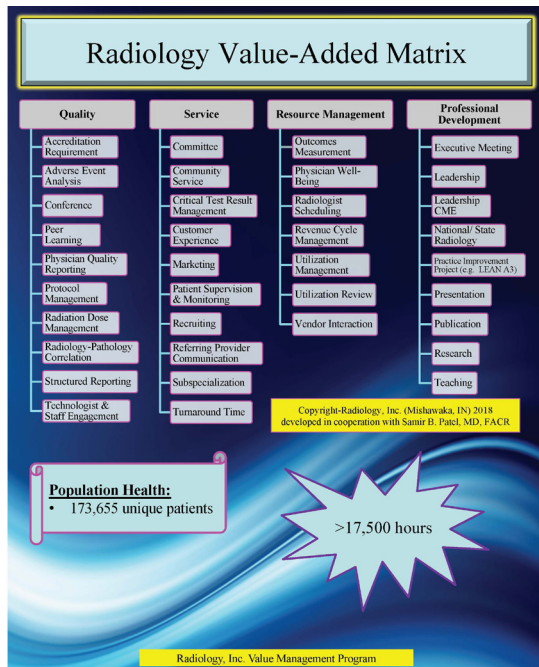 Radiology Value-Added Matrix
Quality
Accreditation
Requirement
Adverse Event
Analysis
Conference
Peer
Learning
Physician Quality
Reporting
Protocol
Management
Radiation Dose
Management
Radiology-Pathology
Correlation
Structured Reporting
Technologist &
Staff Engagement
Service
Committee
Community
Service
Critical Test Result
Management
Customer
Experience
Marketing
Patient Supervision
& Monitoring
Recruiting
Referring Provider
Communication
Subspecialization
Turnaround Time
Resource Management
Outcomes
Measurement
Physician Well-
Being
Radiologist
Scheduling
Revenue Cycle
Management
Utilization
Management
Utilization Review
Vendor Interaction
Professional
Development
Executive Meeting
Leadership
Leadership
CME
National/ State
Radiology
Practice Improvement
Project (e.g. LEAN A3)
Presentation
Publication
Research
Teaching
Copyright-Radiology, Inc. (Mishawaka, IN) 2018
developed in cooperation with Samir B. Patel, MD, FACR
Population Health:
• 173,655 unique patients
>17,500 hours
Radiology, Inc. Value Management Program